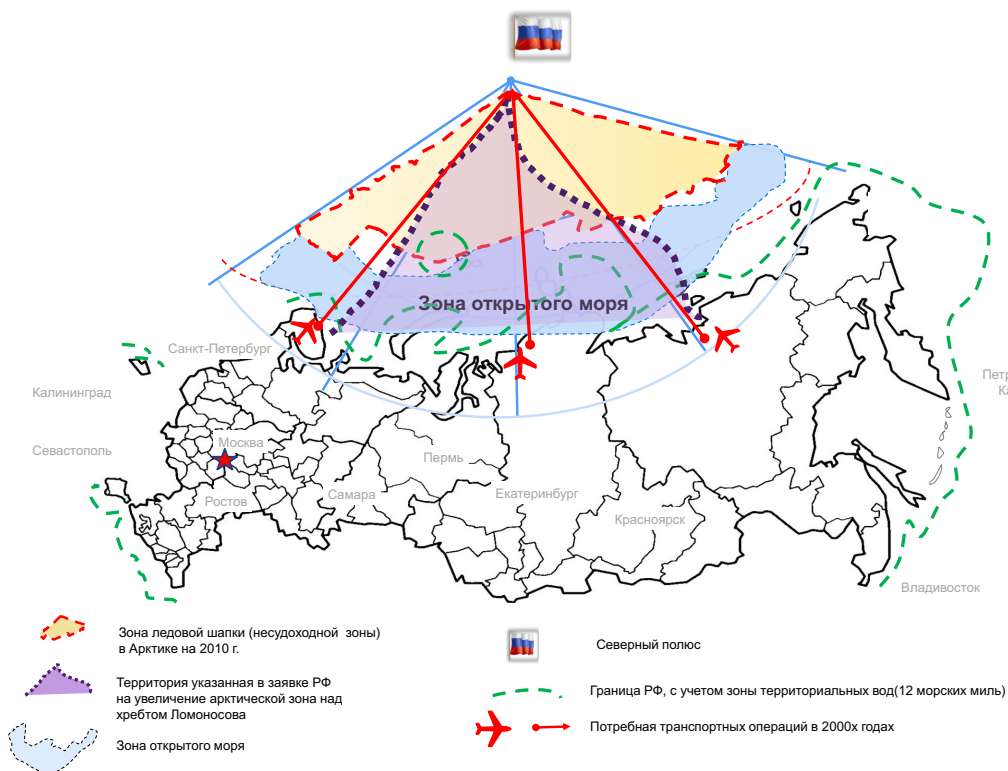 Зона открытого моря
Санкт-Петербург
Калининград
Петр
Ка
Севастополь
Москва
Пермь
Ростов
Самара
Екатеринбург
Красноярск
Владивосток
Зона ледовой шапки (несудоходной зоны)
в Арктике на 2010 г.
Территория указанная в заявке РФ
на увеличение арктической зона над
хребтом Ломоносова
Зона открытого моря
Северный полюс
Граница РФ, с учетом зоны территориальных вод(12 морских миль)
Потребная транспортных операций в 2000х годах